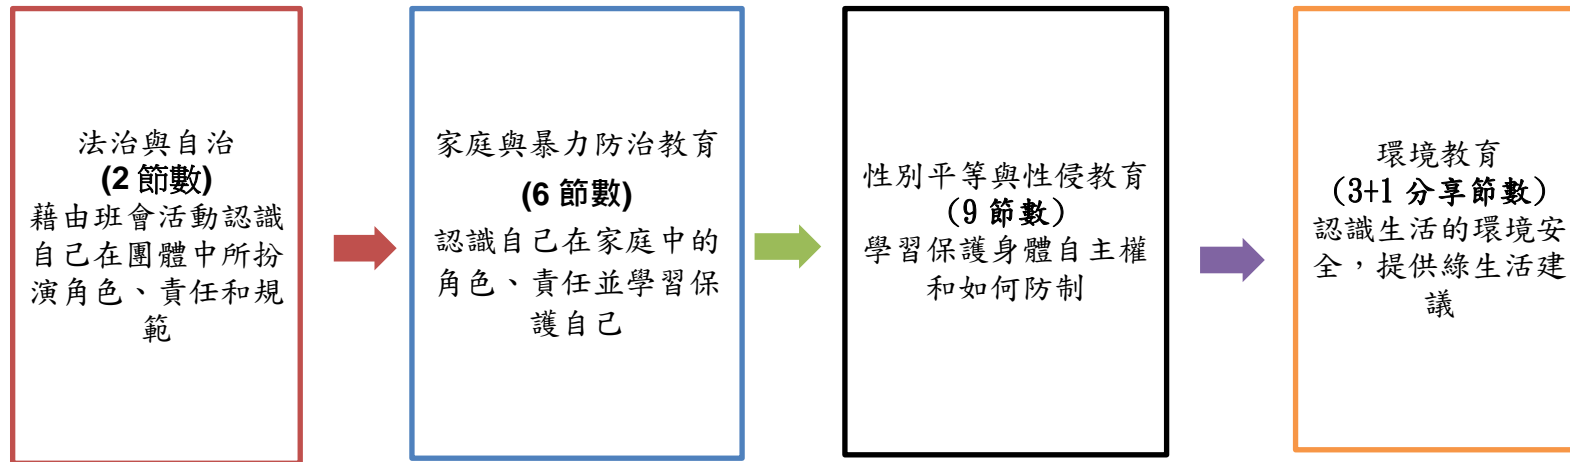 法治與自治
(2 節數)
藉由班會活動認識
自己在團體中所扮
演角色、責任和規
範
家庭與暴力防治教育
(6 節數)
認識自己在家庭中的
角色、責任並學習保
護自己
性別平等與性侵教育
(9 節數)
學習保護身體自主權
和如何防制
環境教育
(3+1 分享節數)
認識生活的環境安
全，提供綠生活建
議